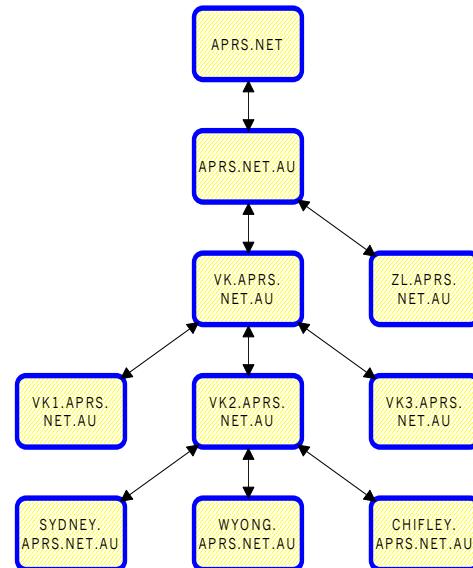 APRS.NET
APRS.NET.AU
VK.APRS.
NET.AU
ZL.APRS.
NET.AU
VK1.APRS.
NET.AU
VK2.APRS.
NET.AU
VK3.APRS.
NET.AU
SYDNEY.
APRS.NET.AU
WYONG.
APRS.NET.AU
CHIFLEY.
APRS.NET.AU